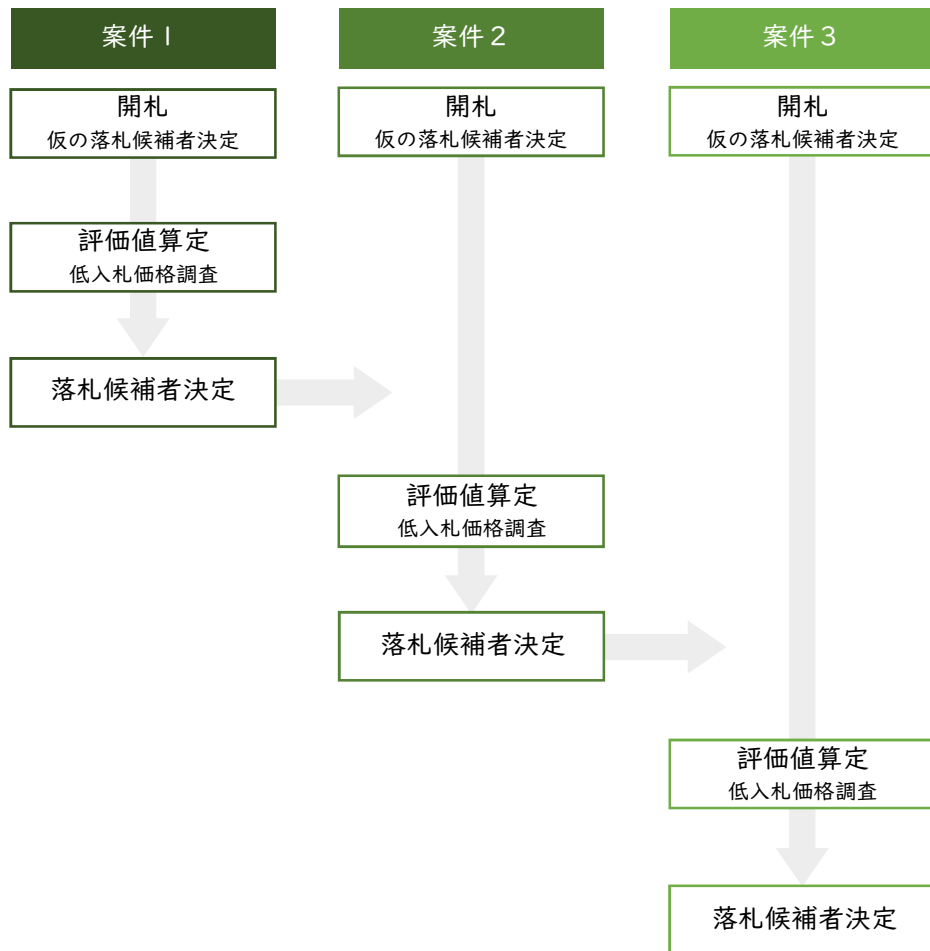 案件１
案件２
案件３
開札
仮の落札候補者決定
開札
仮の落札候補者決定
開札
仮の落札候補者決定
評価値算定
低入札価格調査
落札候補者決定
評価値算定
低入札価格調査
落札候補者決定
評価値算定
低入札価格調査
落札候補者決定